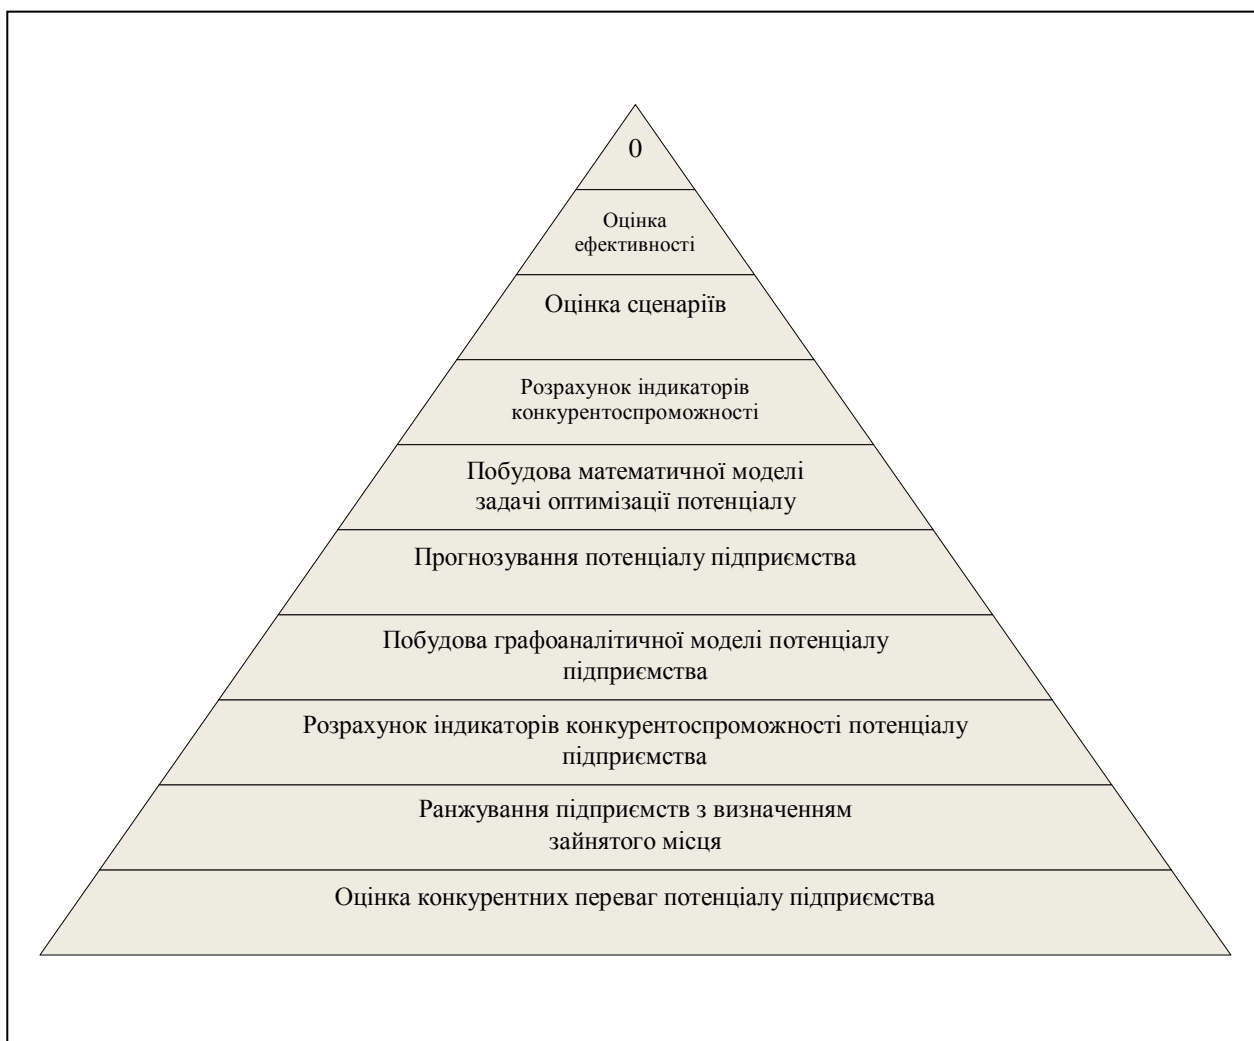 0
Оцінка
ефективності
Оцінка сценаріїв
Розрахунок індикаторів
конкурентоспроможності
Побудова математичної моделі
задачі оптимізації потенціалу
Прогнозування потенціалу підприємства
Побудова графоаналітичної моделі потенціалу
підприємства
Розрахунок індикаторів конкурентоспроможності потенціалу
підприємства
Ранжування підприємств з визначенням
зайнятого місця
Оцінка конкурентних переваг потенціалу підприємства